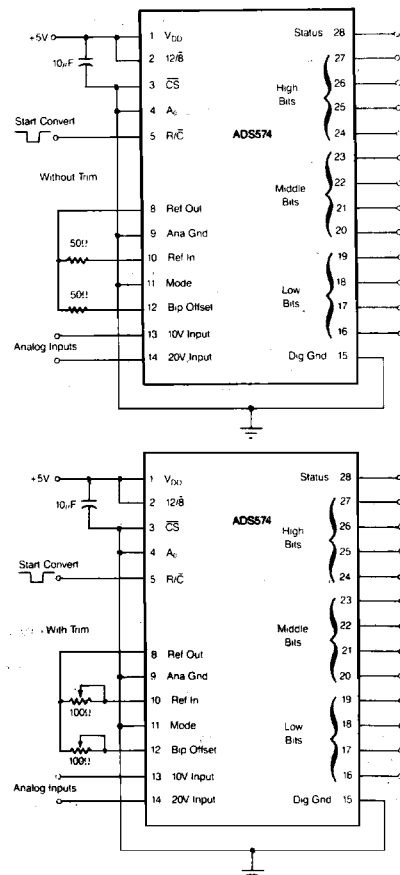 +5V
10µF
1 V_DD
2 12/8̄
3 C̅S̅
4 A₀
5 R/C̄
Start Convert
Without Trim
8 Ref Out
9 Ana Gnd
50Ω
10 Ref In
11 Mode
50Ω
12 Bip Offset
13 10V Input
Analog Inputs
14 20V Input
ADS574
Status 28
27
High Bits
26
25
24
23
Middle Bits
22
21
20
19
Low Bits
18
17
16
Dig Gnd 15
+5V
10µF
1 V_DD
2 12/8̄
3 C̅S̅
4 A₀
5 R/C̄
Start Convert
With Trim
8 Ref Out
9 Ana Gnd
10 Ref In
100Ω
11 Mode
12 Bip Offset
100Ω
13 10V Input
Analog Inputs
14 20V Input
ADS574
Status 28
27
High Bits
26
25
24
23
Middle Bits
22
21
20
19
Low Bits
18
17
16
Dig Gnd 15